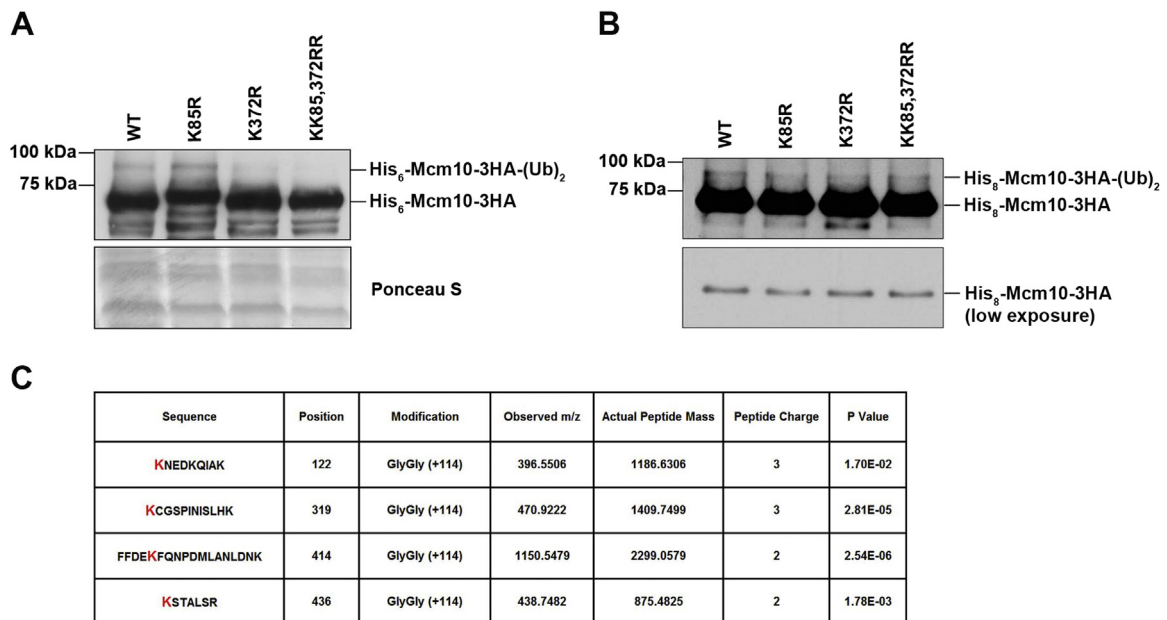 A
WT
K85R
K372R
KK85,372RR
100 kDa
75 kDa
His₆-Mcm10-3HA-(Ub)₂
His₆-Mcm10-3HA
Ponceau S
B
WT
K85R
K372R
KK85,372RR
100 kDa
75 kDa
His₈-Mcm10-3HA-(Ub)₂
His₈-Mcm10-3HA
His₈-Mcm10-3HA
(low exposure)
C
Sequence Position Modification Observed m/z Actual Peptide Mass Peptide Charge P Value
KNEDKQIAK 122 GlyGly (+114) 396.5506 1186.6306 3 1.70E-02
KCGSPINISLHK 319 GlyGly (+114) 470.9222 1409.7499 3 2.81E-05
FFDEKFQNPDMLANLDNK 414 GlyGly (+114) 1150.5479 2299.0579 2 2.54E-06
KSTALSR 436 GlyGly (+114) 438.7482 875.4825 2 1.78E-03